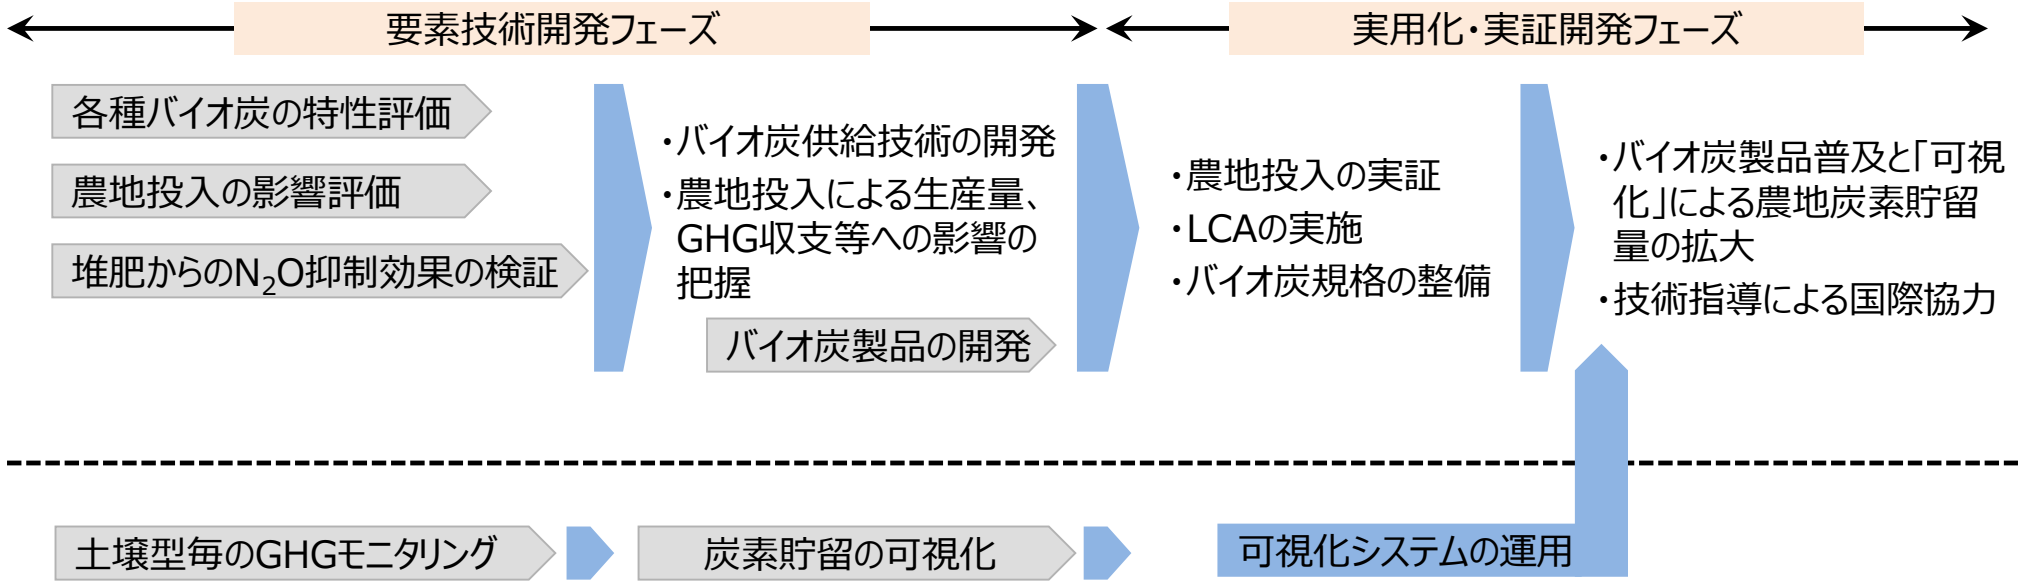 要素技術開発フェーズ
実用化・実証開発フェーズ
各種バイオ炭の特性評価
農地投入の影響評価
堆肥からのN₂O抑制効果の検証
・バイオ炭供給技術の開発
・農地投入による生産量、
GHG収支等への影響の
把握
バイオ炭製品の開発
・農地投入の実証
・LCAの実施
・バイオ炭規格の整備
・バイオ炭製品普及と「可視
化」による農地炭素貯留
量の拡大
・技術指導による国際協力
土壌型毎のGHGモニタリング
炭素貯留の可視化
可視化システムの運用